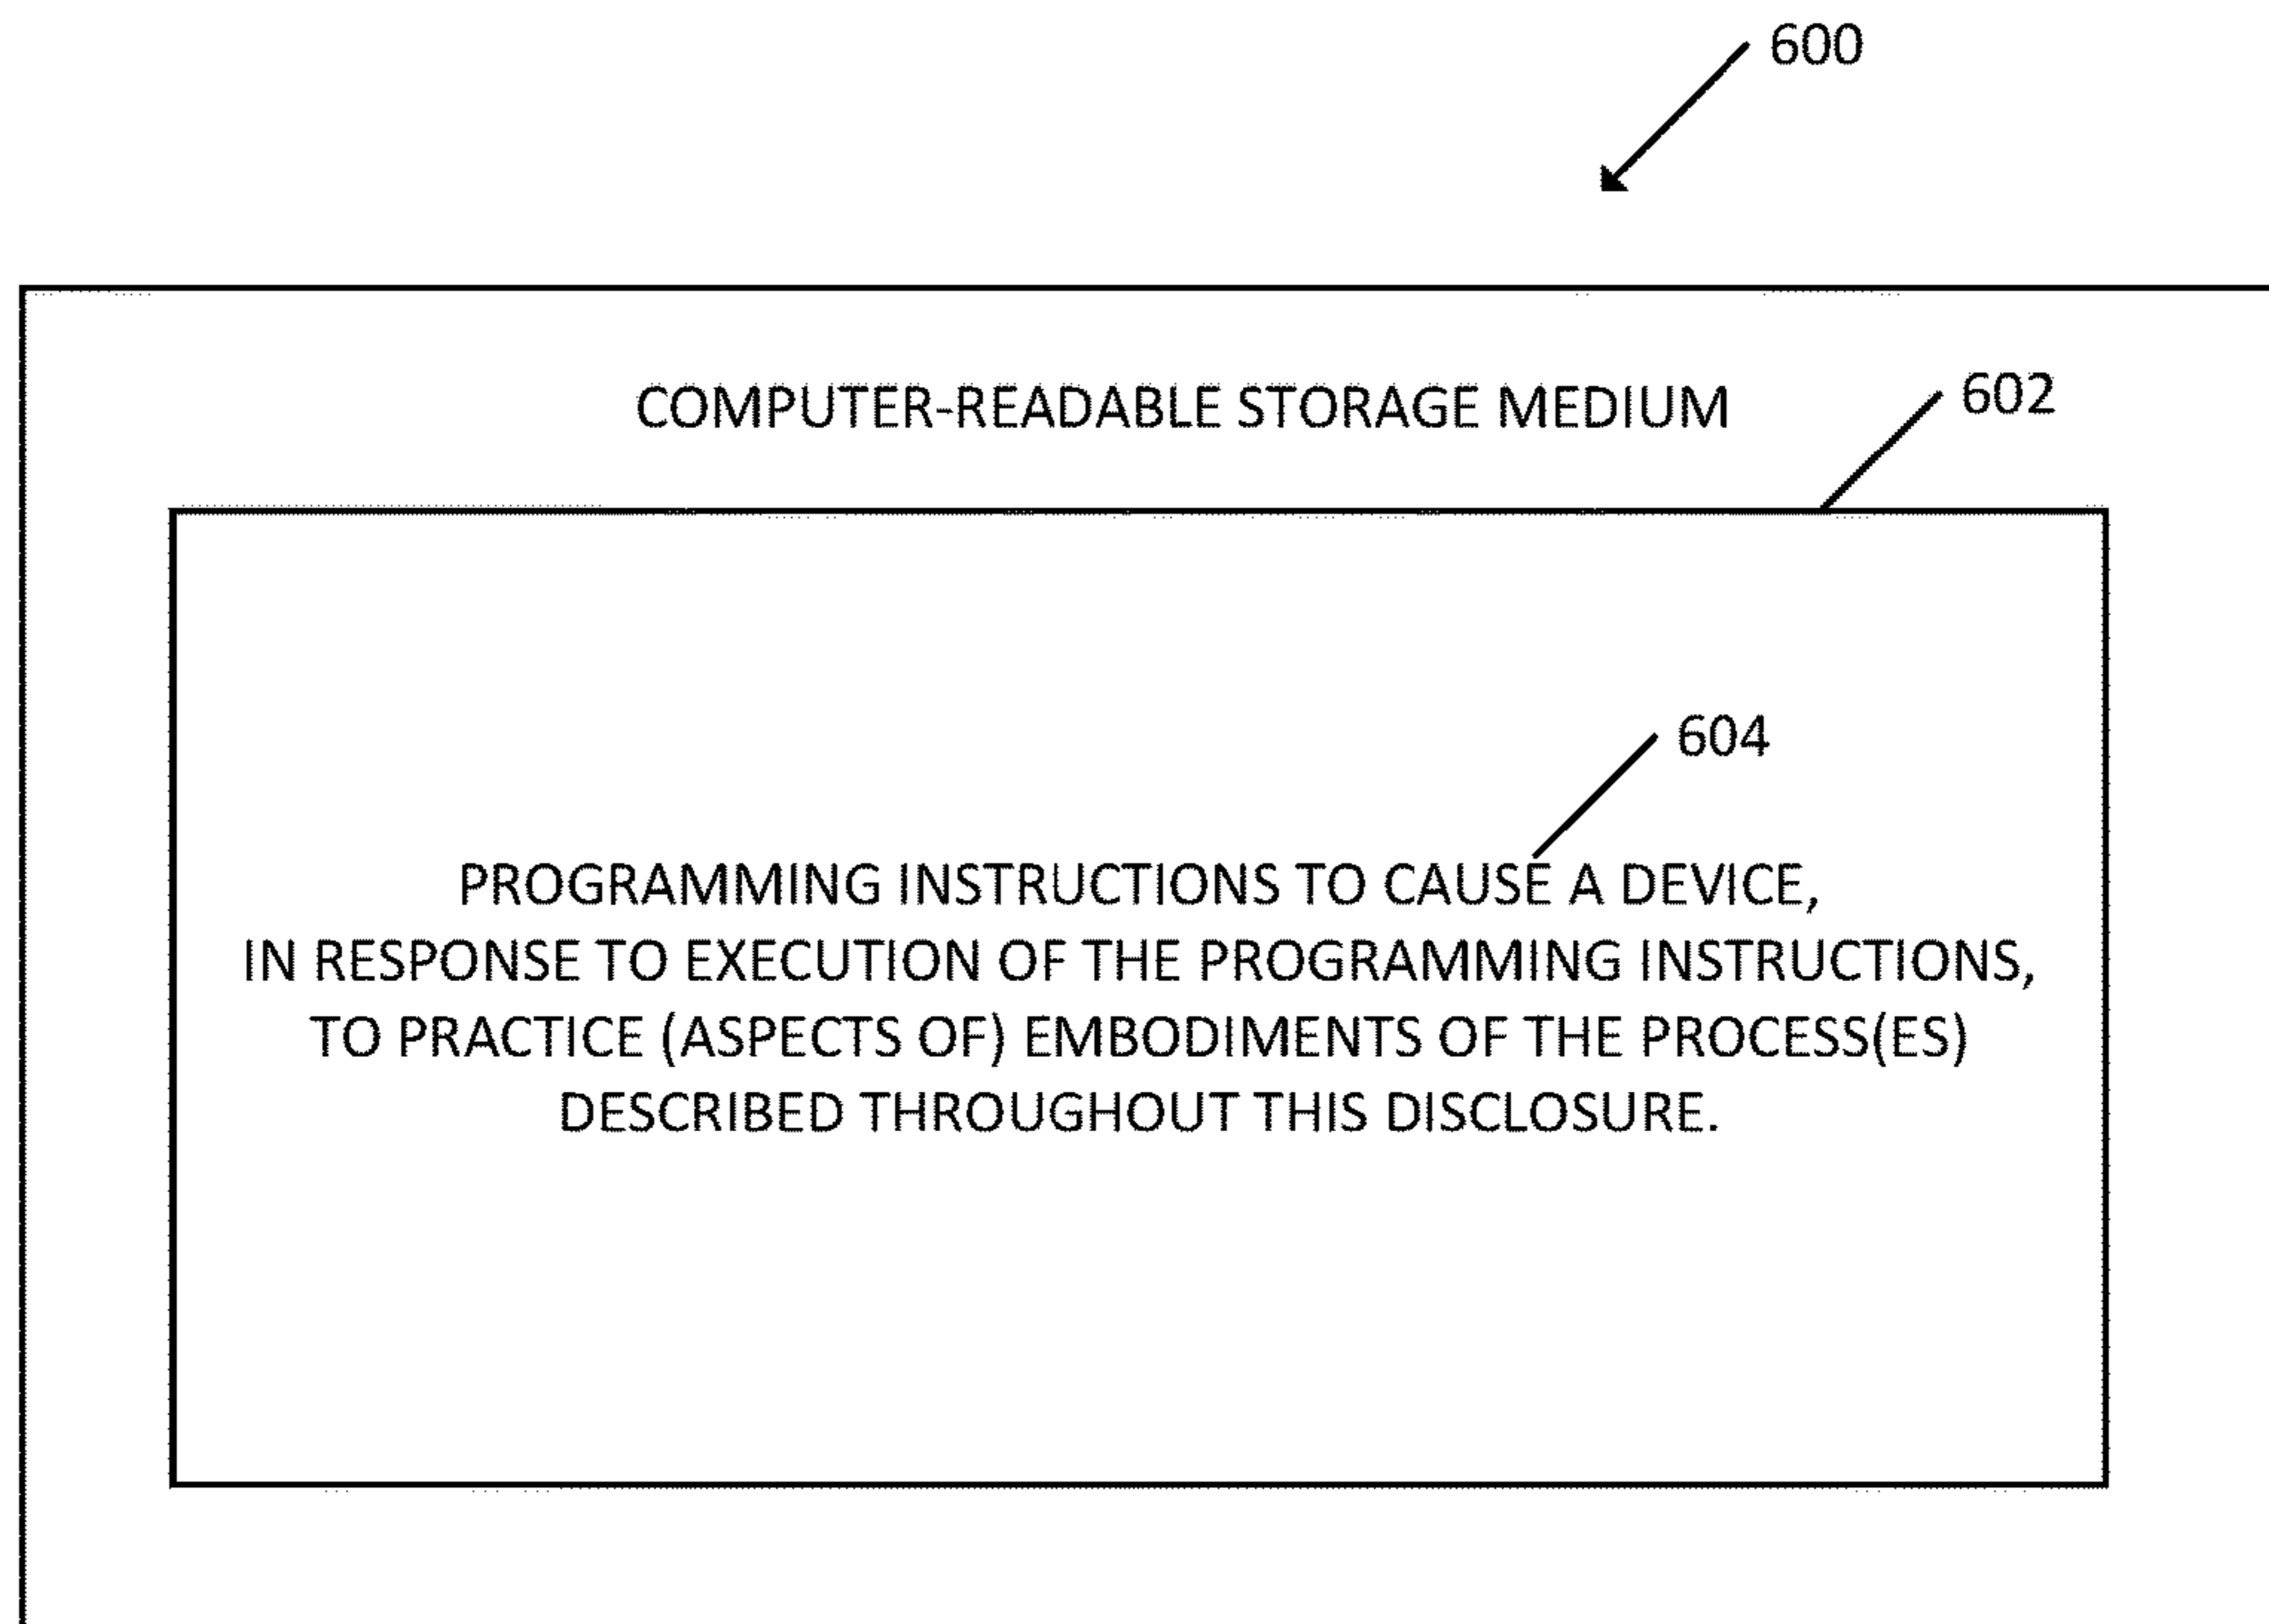 600
COMPUTER-READABLE STORAGE MEDIUM
602
604
PROGRAMMING INSTRUCTIONS TO CAUSE A DEVICE,
IN RESPONSE TO EXECUTION OF THE PROGRAMMING INSTRUCTIONS,
TO PRACTICE (ASPECTS OF) EMBODIMENTS OF THE PROCESS(ES)
DESCRIBED THROUGHOUT THIS DISCLOSURE.